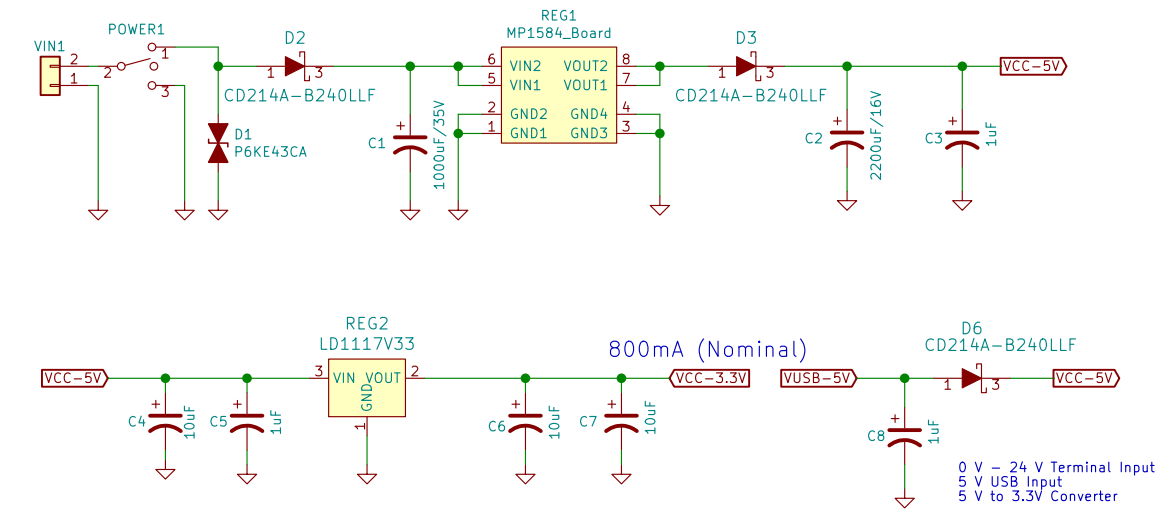 REG1
MP1584_Board
POWER1
VIN1
2
1
2
1
3
D2
1
3
CD214A-B240LLF
D1
P6KE43CA
C1
1000uF/35V
6 VIN2 VOUT2 8
5 VIN1 VOUT1 7
2 GND2 GND4 4
1 GND1 GND3 3
D3
1
3
CD214A-B240LLF
C2
2200uF/16V
C3
1uF
VCC-5V
REG2
LD1117V33
VCC-5V
3 VIN VOUT 2
GND
1
C4
10uF
C5
1uF
800mA (Nominal)
C6
10uF
C7
10uF
VCC-3.3V
D6
CD214A-B240LLF
VUSB-5V
1
3
VCC-5V
C8
1uF
0 V - 24 V Terminal Input
5 V USB Input
5 V to 3.3V Converter